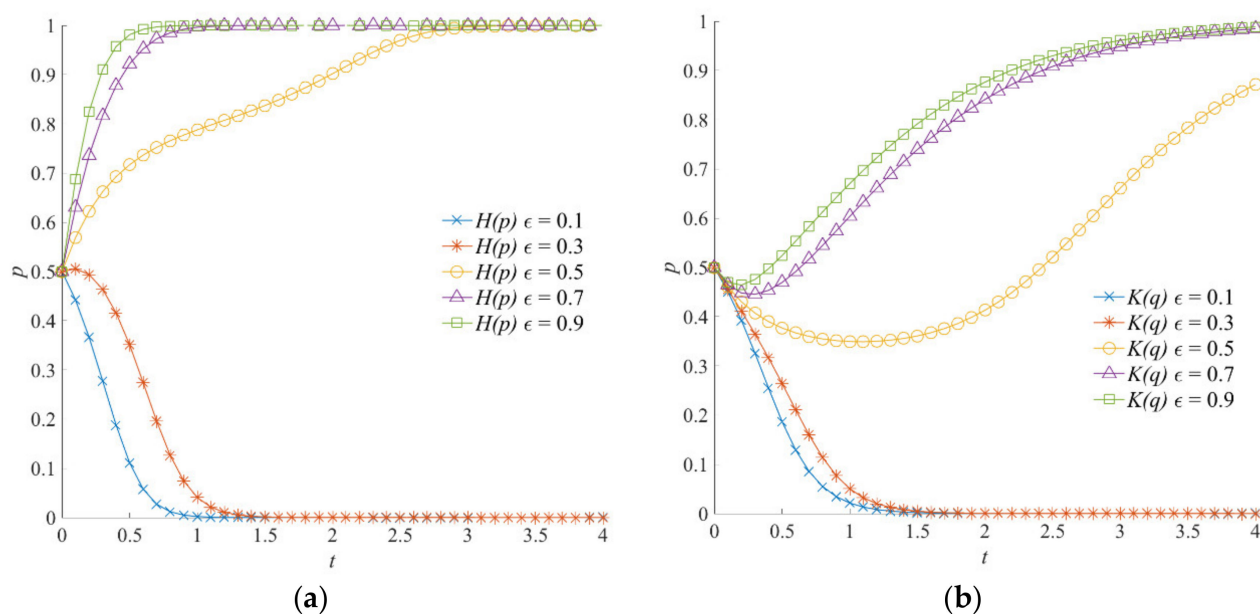 1
0.9
0.8
0.7
0.6
0.5
0.4
0.3
0.2
0.1
0
p
0 0.5 1 1.5 2 2.5 3 3.5 4
t
H(p) ϵ = 0.1
H(p) ϵ = 0.3
H(p) ϵ = 0.5
H(p) ϵ = 0.7
H(p) ϵ = 0.9
(a)
1
0.9
0.8
0.7
0.6
0.5
0.4
0.3
0.2
0.1
0
p
0 0.5 1 1.5 2 2.5 3 3.5 4
t
K(q) ϵ = 0.1
K(q) ϵ = 0.3
K(q) ϵ = 0.5
K(q) ϵ = 0.7
K(q) ϵ = 0.9
(b)